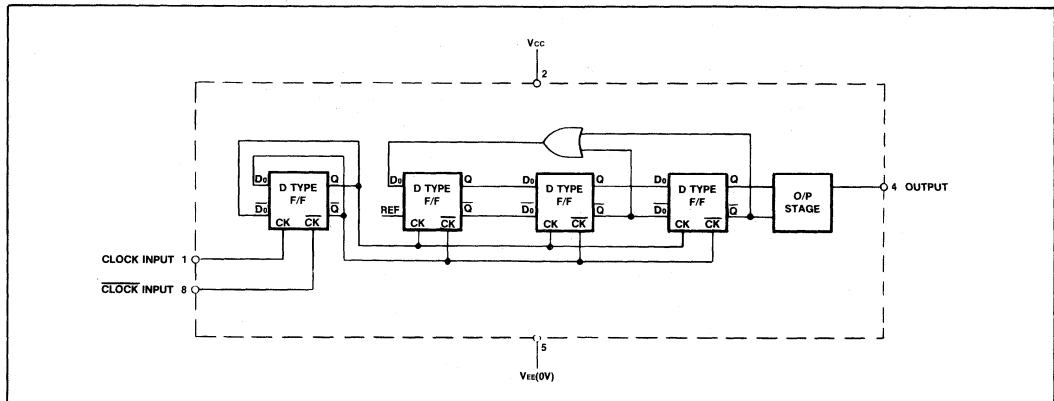 Vcc
2
D₀ D TYPE Q
F/F
D̅₀ Q̅
CK C̅K̅
D₀ D TYPE Q
F/F
REF Q̅
CK C̅K̅
D₀ D TYPE Q
F/F
D̅₀ Q̅
CK C̅K̅
D₀ D TYPE Q
F/F
D̅₀ Q̅
CK C̅K̅
O/P
STAGE
4 OUTPUT
CLOCK INPUT 1
C̅L̅O̅C̅K̅ INPUT 8
5
VEE(0V)